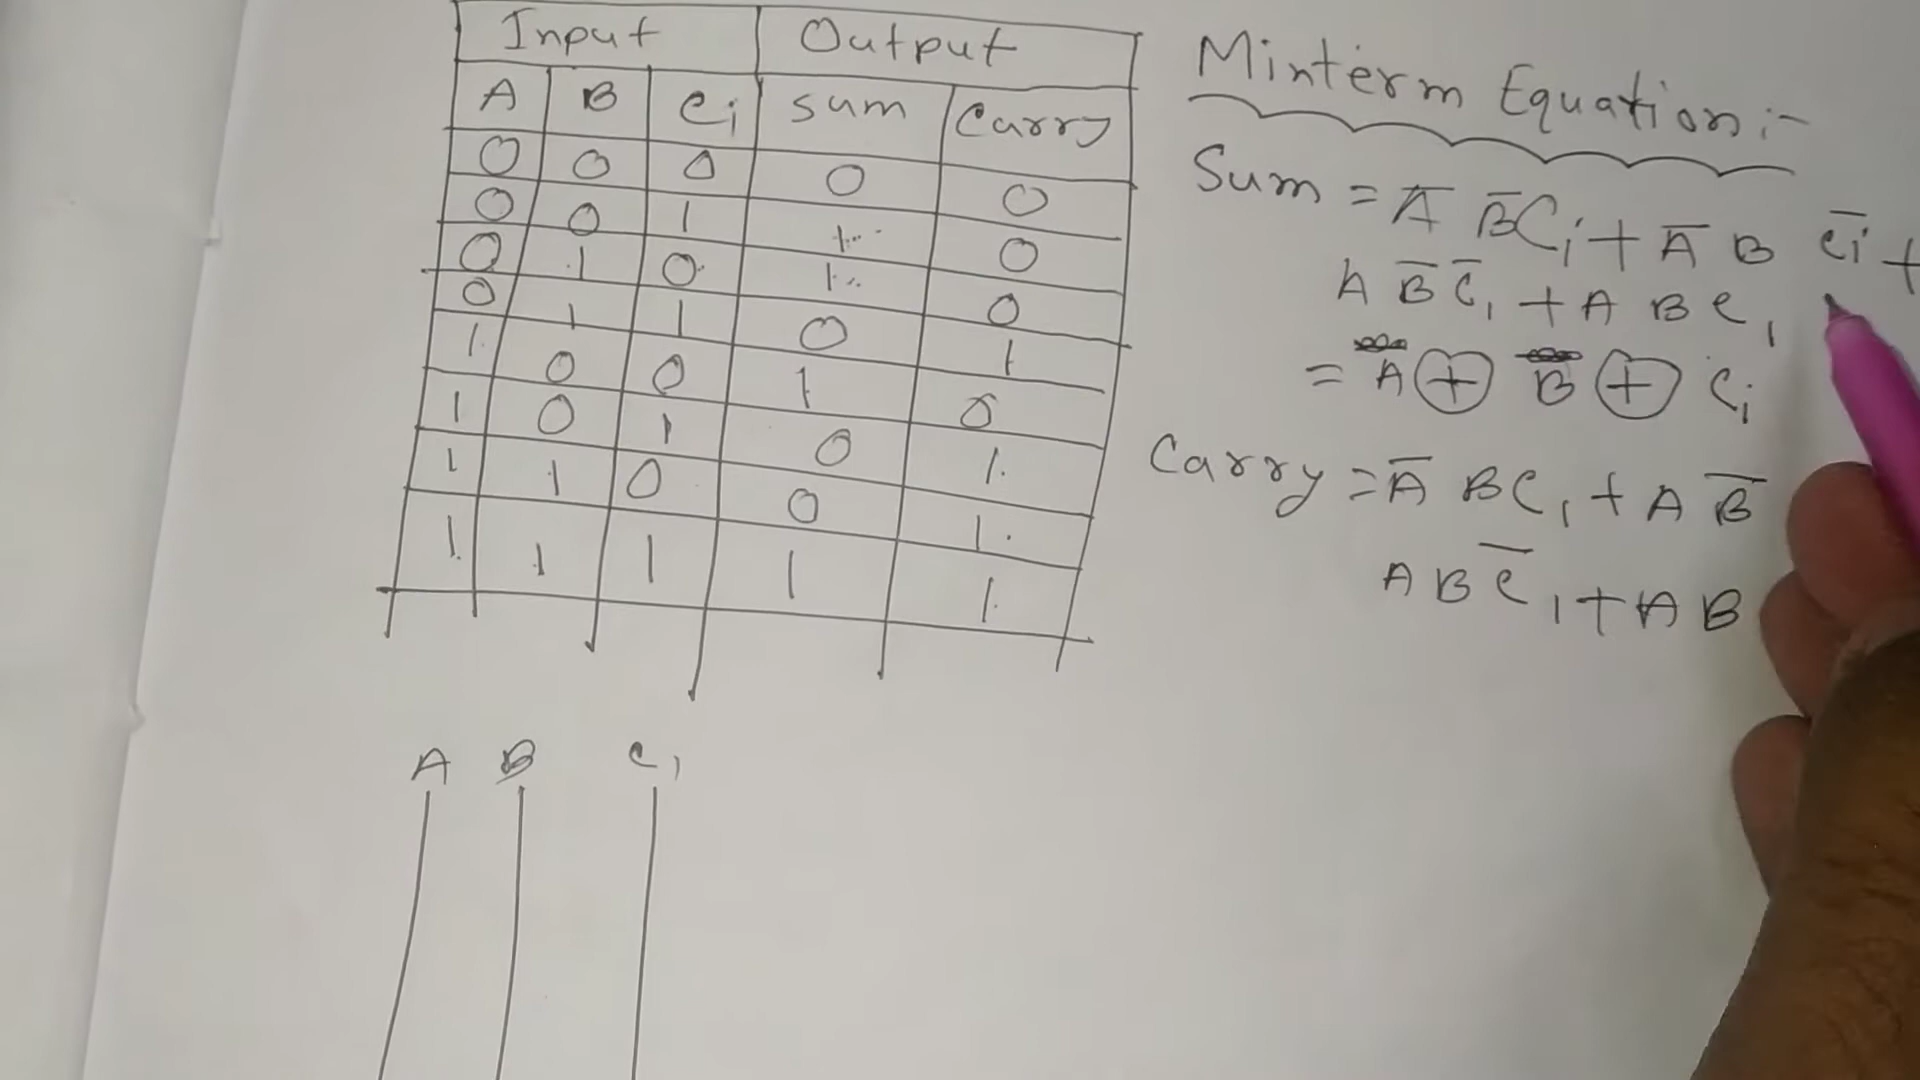 Input Output
A B Ci sum Carry
0 0 0 0 0
0 0 1 1 0
0 1 0 1 0
0 1 1 0 1
1 0 0 1 0
1 0 1 0 1
1 1 0 0 1
1 1 1 1 1
Minterm Equation:-
Sum = A̅ B̅Ci + A̅ B C̅i +
A B̅ C̅i + A B Ci
= A ⊕ B ⊕ Ci
Carry = A̅ BCi + A B̅
A B C̅i + A B
A B Ci